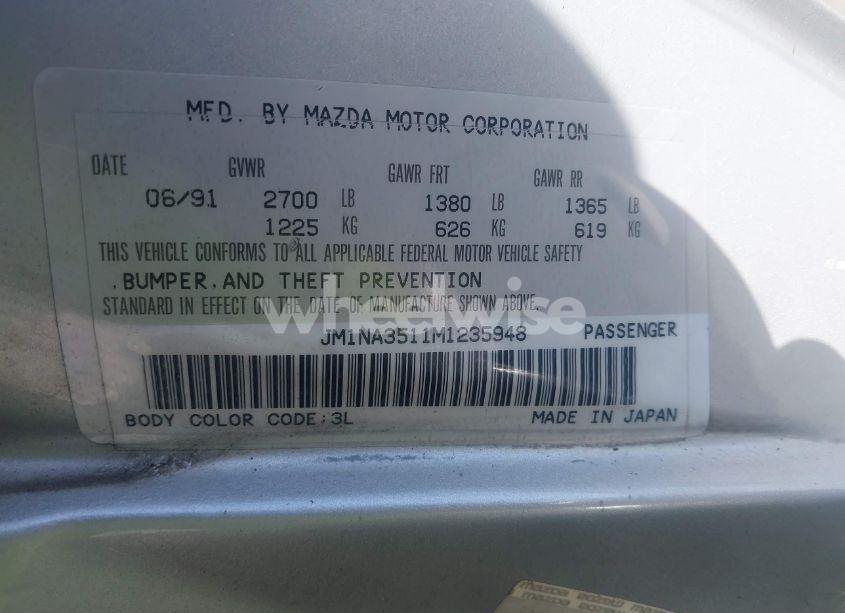 MFD. BY MAZDA MOTOR CORPORATION
DATE GVWR GAWR FRT GAWR RR
06/91 2700 LB 1380 LB 1365 LB
1225 KG 626 KG 619 KG
THIS VEHICLE CONFORMS TO ALL APPLICABLE FEDERAL MOTOR VEHICLE SAFETY
.BUMPER.AND THEFT PREVENTION
STANDARD IN EFFECT ON THE DATE OF MANUFACTURE SHOWN ABOVE.
wheelwise
JM1NA3511M1235948 PASSENGER
BODY COLOR CODE:3L MADE IN JAPAN